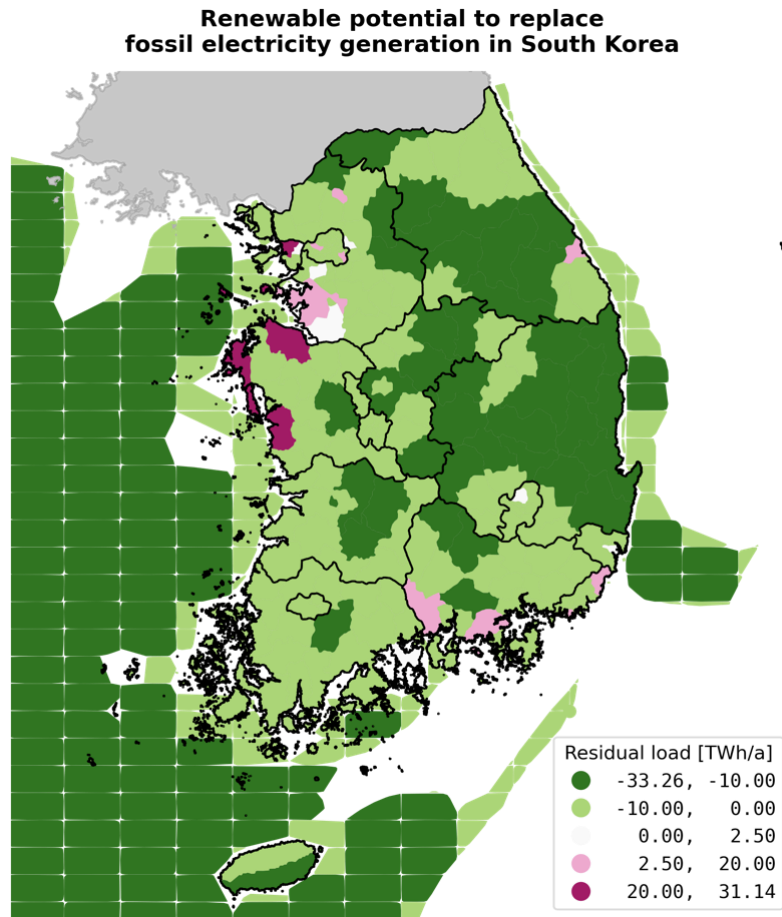 Renewable potential to replace
fossil electricity generation in South Korea
Residual load [TWh/a]
-33.26, -10.00
-10.00, 0.00
0.00, 2.50
2.50, 20.00
20.00, 31.14